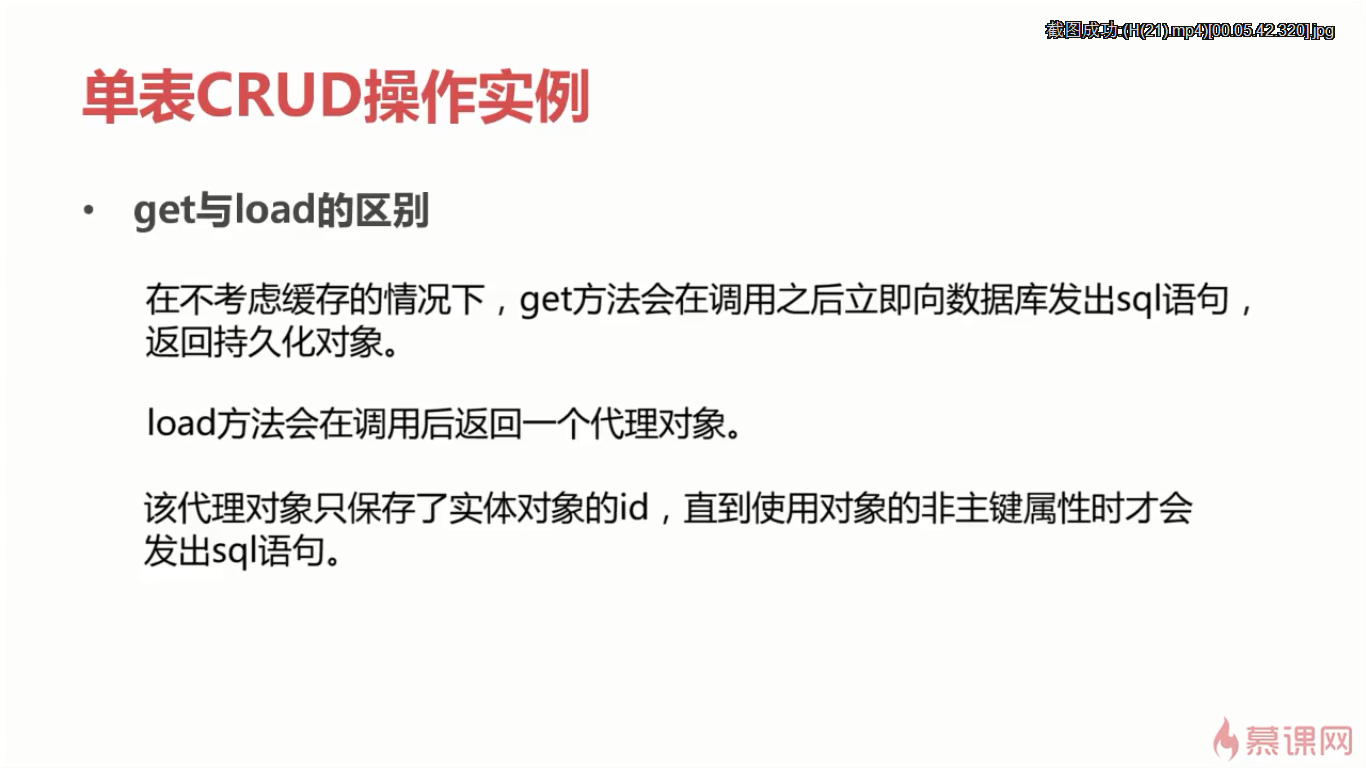 截图成功:(H(21).mp4)[00.05.42.320].jpg
单表CRUD操作实例
• get与load的区别
在不考虑缓存的情况下，get方法会在调用之后立即向数据库发出sql语句，
返回持久化对象。
load方法会在调用后返回一个代理对象。
该代理对象只保存了实体对象的id，直到使用对象的非主键属性时才会
发出sql语句。
慕课网